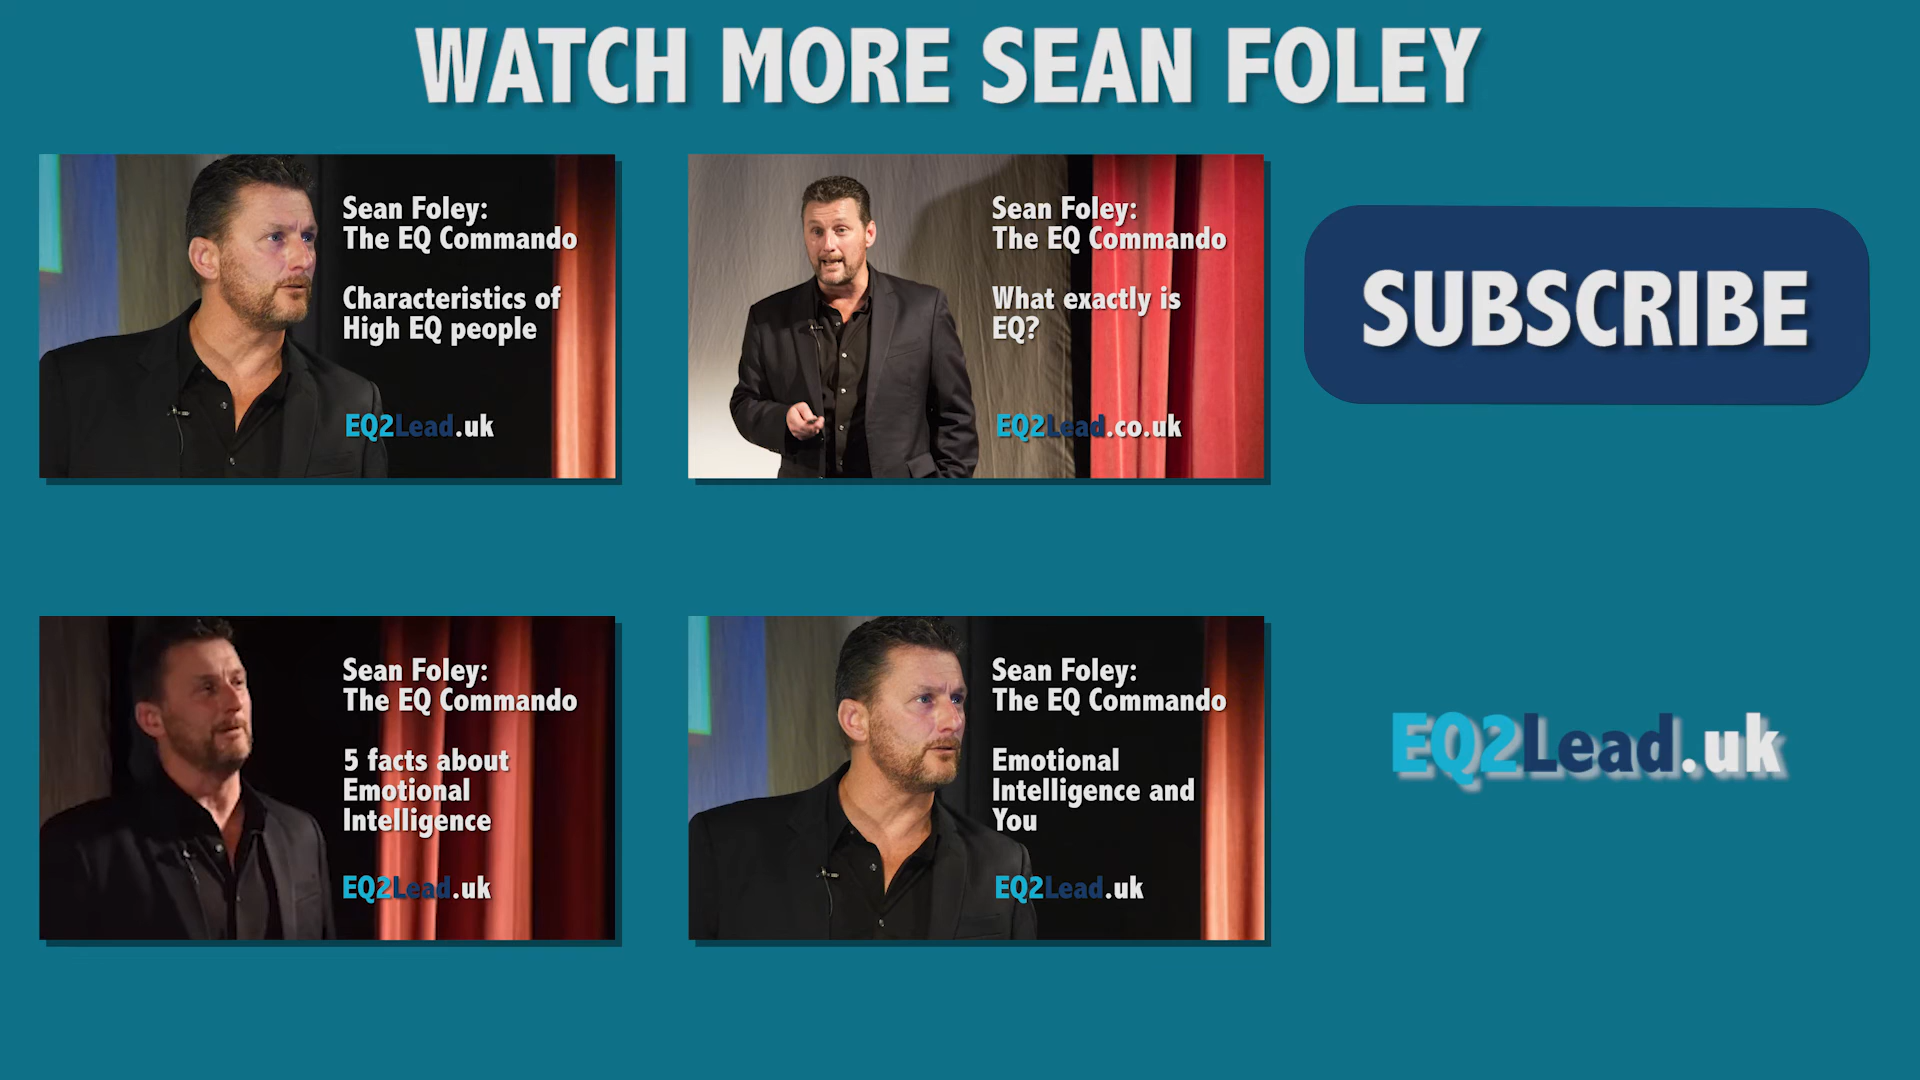 WATCH MORE SEAN FOLEY
Sean Foley:
The EQ Commando
Characteristics of
High EQ people
EQ2Lead.uk
Sean Foley:
The EQ Commando
What exactly is
EQ?
EQ2Lead.co.uk
SUBSCRIBE
Sean Foley:
The EQ Commando
5 facts about
Emotional
Intelligence
EQ2Lead.uk
Sean Foley:
The EQ Commando
Emotional
Intelligence and
You
EQ2Lead.uk
EQ2Lead.uk